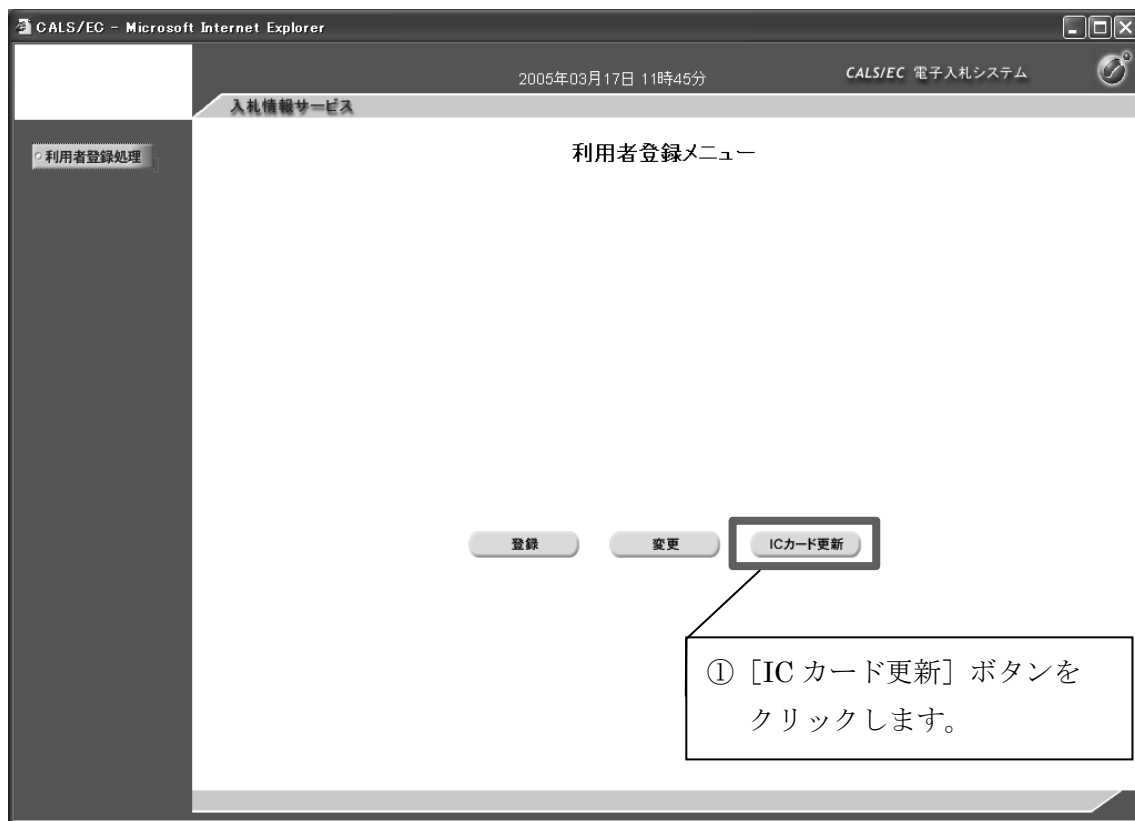 CALS/EC - Microsoft Internet Explorer
2005年03月17日 11時45分
CALS/EC 電子入札システム
入札情報サービス
利用者登録処理
利用者登録メニュー
登録
変更
ICカード更新
①［IC カード更新］ボタンを
クリックします。